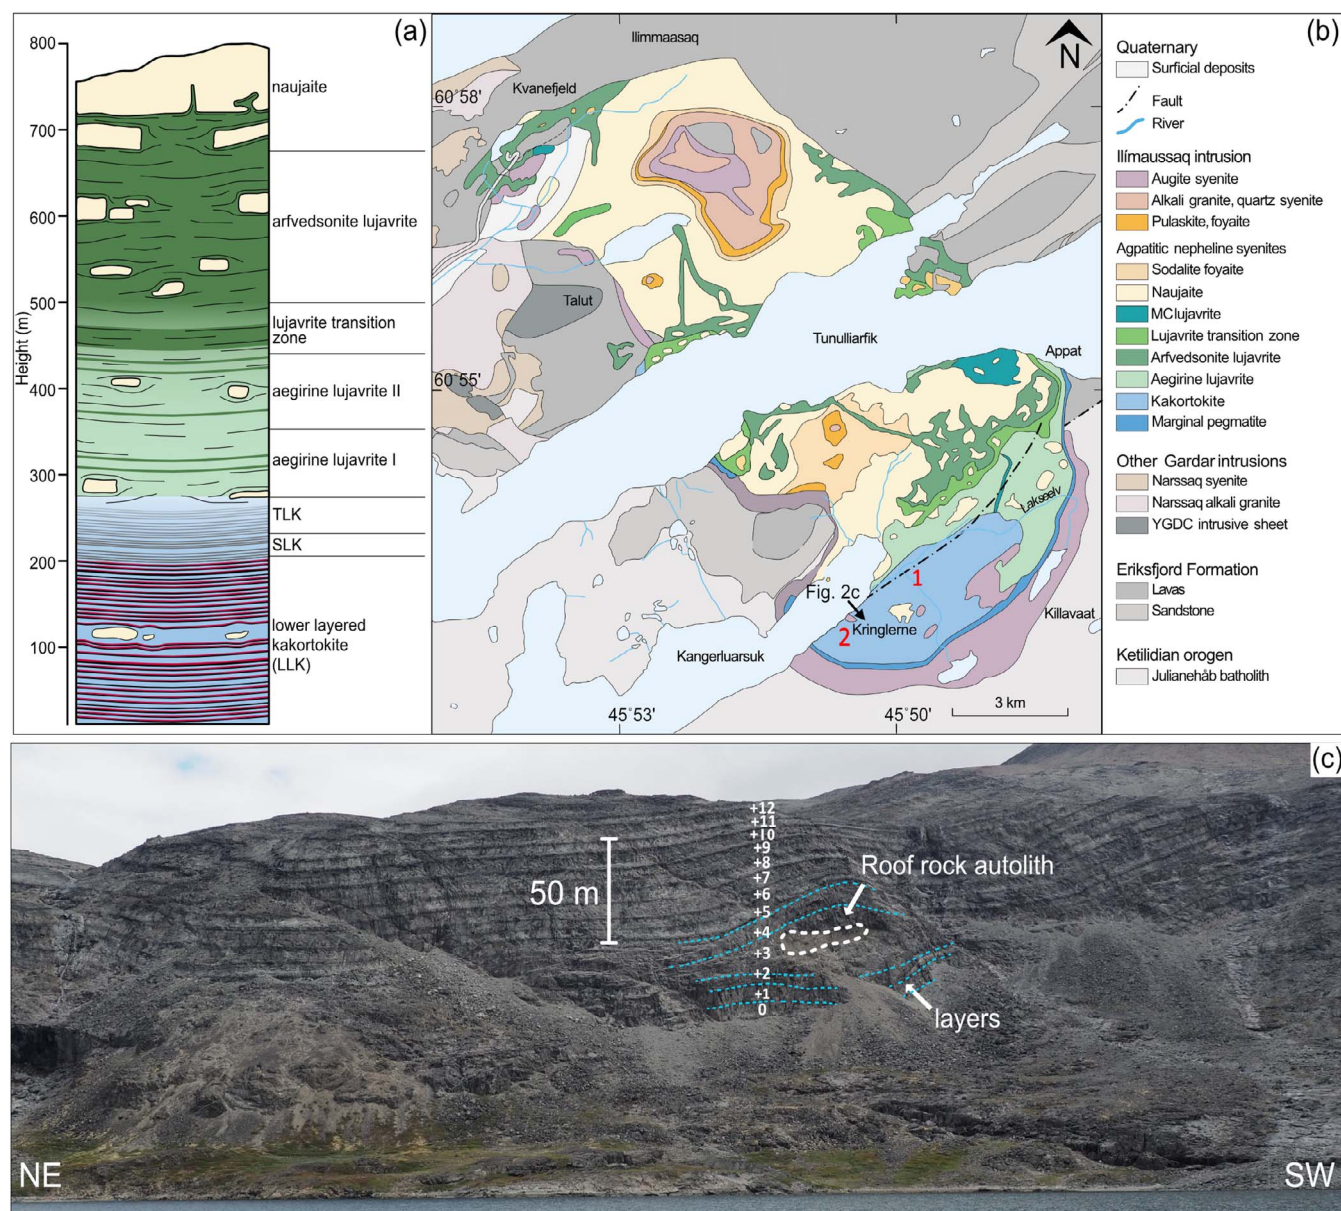 (a)
800
700
600
500
400
300
200
100
Height (m)
naujaite
arfvedsonite lujavrite
lujavrite transition
zone
aegirine lujavrite II
aegirine lujavrite I
TLK
SLK
lower layered
kakortokite
(LLK)
(b)
N
Ilimmaasaq
60°58'
Kvanefjeld
Talut
Tunulliarfik
Appat
60°55'
Lakseelv
1
Fig. 2c
2
Kringlerne
Killavaat
Kangerluarsuk
3 km
45°53'
45°50'
Quaternary
Surficial deposits
Fault
River
Ilímaussaq intrusion
Augite syenite
Alkali granite, quartz syenite
Pulaskite, foyaite
Agpatitic nepheline syenites
Sodalite foyaite
Naujaite
MC lujavrite
Lujavrite transition zone
Arfvedsonite lujavrite
Aegirine lujavrite
Kakortokite
Marginal pegmatite
Other Gardar intrusions
Narssaq syenite
Narssaq alkali granite
YGDC intrusive sheet
Eriksfjord Formation
Lavas
Sandstone
Ketilidian orogen
Julianehåb batholith
(c)
+12
+11
+10
+9
+8
+7
+6
+5
+4
+3
+2
+1
0
50 m
Roof rock autolith
layers
NE
SW